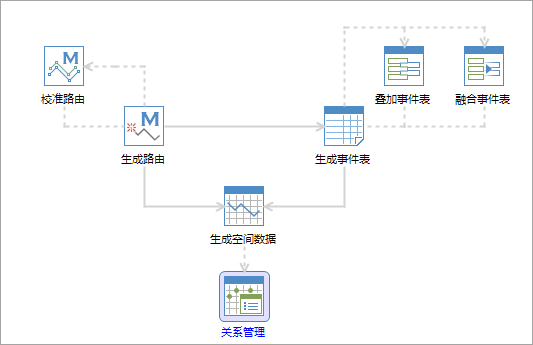 校准路由
叠加事件表
融合事件表
生成路由
生成事件表
生成空间数据
关系管理